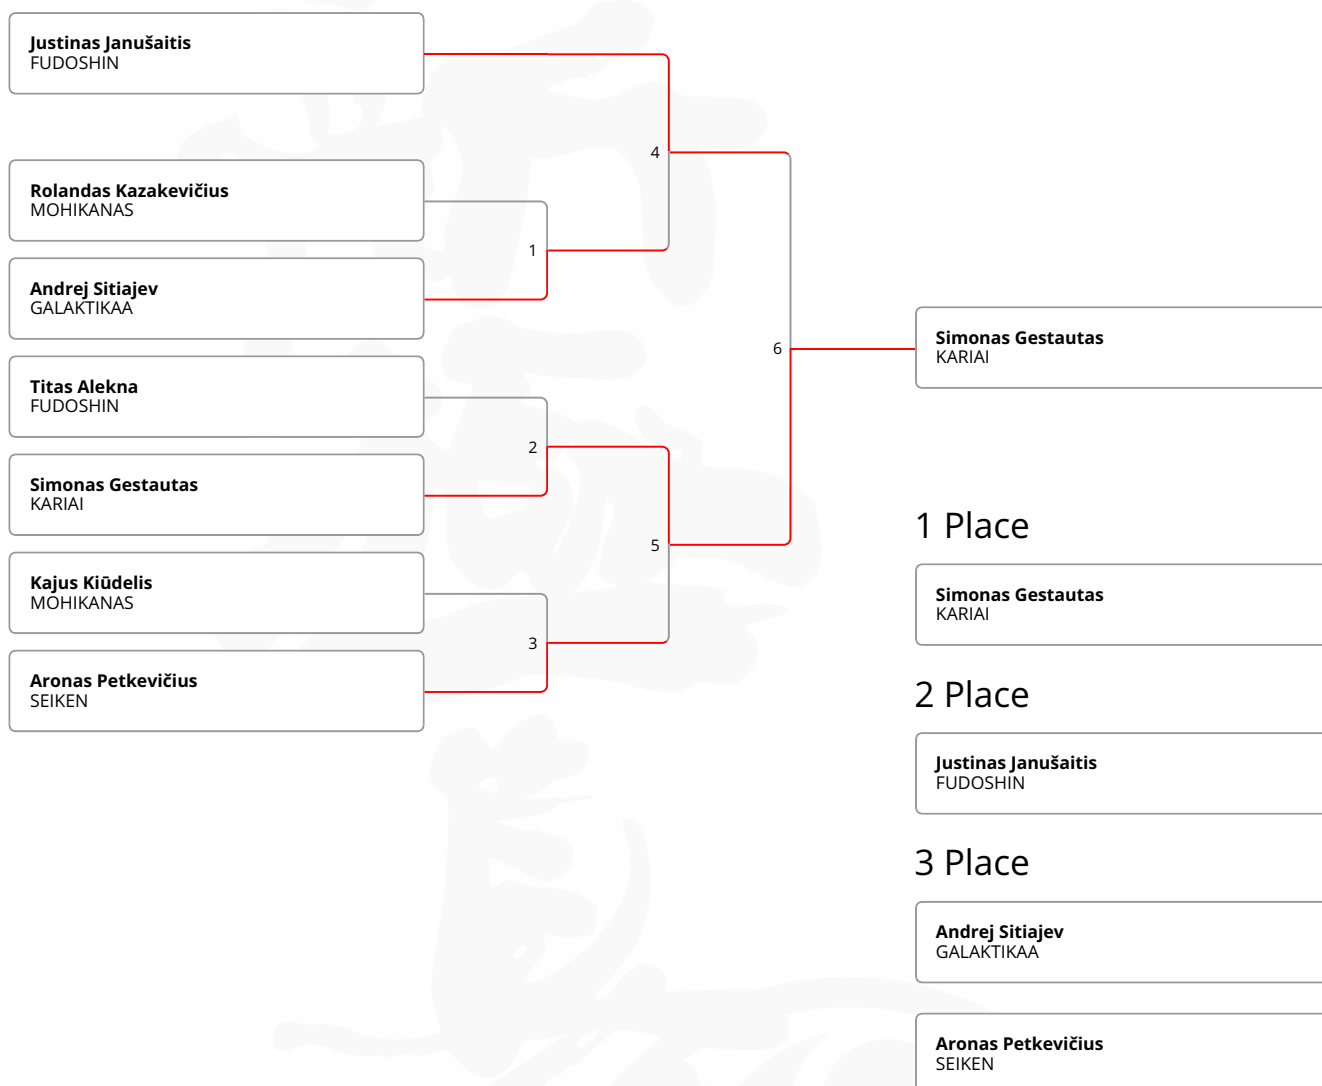 Justinas Janušaitis
FUDOSHIN
Rolandas Kazakevičius
MOHIKANAS
Andrej Sitiajev
GALAKTIKAA
Titas Alekna
FUDOSHIN
Simonas Gestautas
KARIAI
Kajus Kiūdelis
MOHIKANAS
Aronas Petkevičius
SEIKEN
1
2
3
4
5
6
Simonas Gestautas
KARIAI
1 Place
Simonas Gestautas
KARIAI
2 Place
Justinas Janušaitis
FUDOSHIN
3 Place
Andrej Sitiajev
GALAKTIKAA
Aronas Petkevičius
SEIKEN